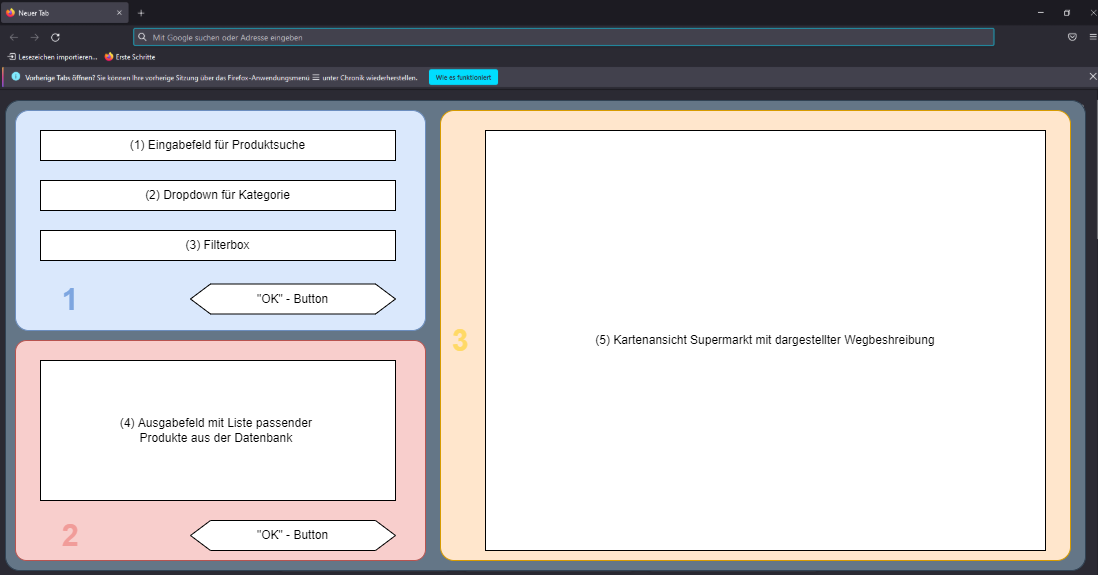 Neuer Tab
Mit Google suchen oder Adresse eingeben
Lesezeichen importieren... Erste Schritte
Vorherige Tabs öffnen? Sie können Ihre vorherige Sitzung über das Firefox-Anwendungsmenü ☰ unter Chronik wiederherstellen. Wie es funktioniert
(1) Eingabefeld für Produktsuche
(2) Dropdown für Kategorie
(3) Filterbox
1
"OK" - Button
(4) Ausgabefeld mit Liste passender
Produkte aus der Datenbank
2
"OK" - Button
3
(5) Kartenansicht Supermarkt mit dargestellter Wegbeshreibung